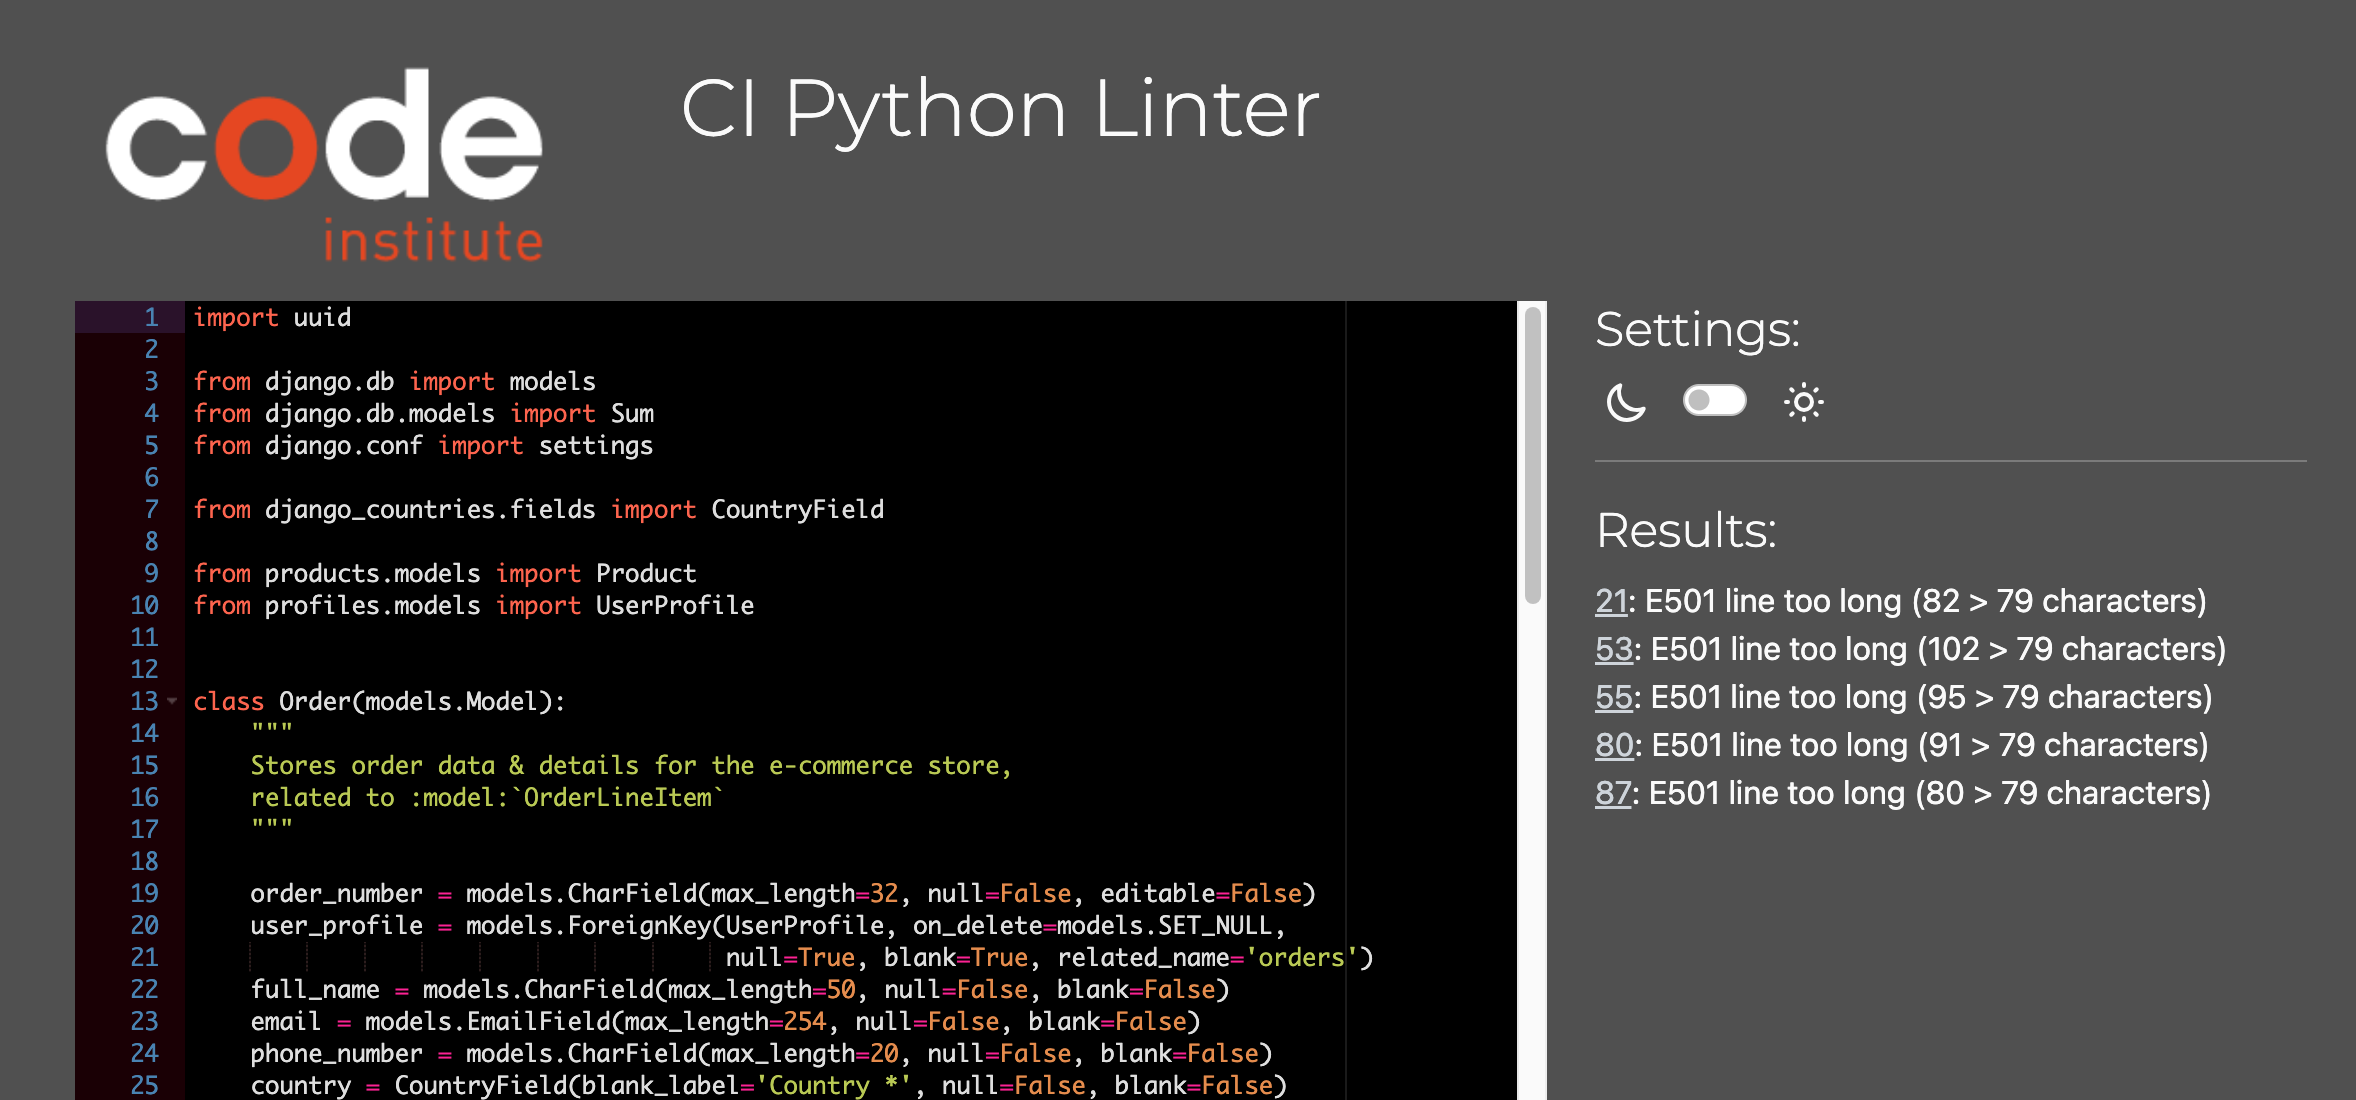 code
institute
CI Python Linter
1 import uuid
2
3 from django.db import models
4 from django.db.models import Sum
5 from django.conf import settings
6
7 from django_countries.fields import CountryField
8
9 from products.models import Product
10 from profiles.models import UserProfile
11
12
13 class Order(models.Model):
14     """
15     Stores order data & details for the e-commerce store,
16     related to :model:`OrderLineItem`
17     """
18
19     order_number = models.CharField(max_length=32, null=False, editable=False)
20     user_profile = models.ForeignKey(UserProfile, on_delete=models.SET_NULL,
21                                      null=True, blank=True, related_name='orders')
22     full_name = models.CharField(max_length=50, null=False, blank=False)
23     email = models.EmailField(max_length=254, null=False, blank=False)
24     phone_number = models.CharField(max_length=20, null=False, blank=False)
25     country = CountryField(blank_label='Country *', null=False, blank=False)
Settings:
Results:
21: E501 line too long (82 > 79 characters)
53: E501 line too long (102 > 79 characters)
55: E501 line too long (95 > 79 characters)
80: E501 line too long (91 > 79 characters)
87: E501 line too long (80 > 79 characters)